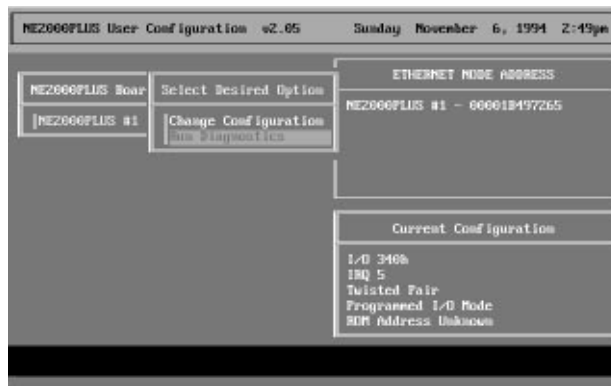 NE2000PLUS User Configuration v2.05 Sunday November 6, 1994 2:49pm
NE2000PLUS Boar
NE2000PLUS #1
Select Desired Option
Change Configuration
Run Diagnostics
ETHERNET NODE ADDRESS
NE2000PLUS #1 - 00001B497265
Current Configuration
I/O 340h
IRQ 5
Twisted Pair
Programmed I/O Mode
ROM Address Unknown